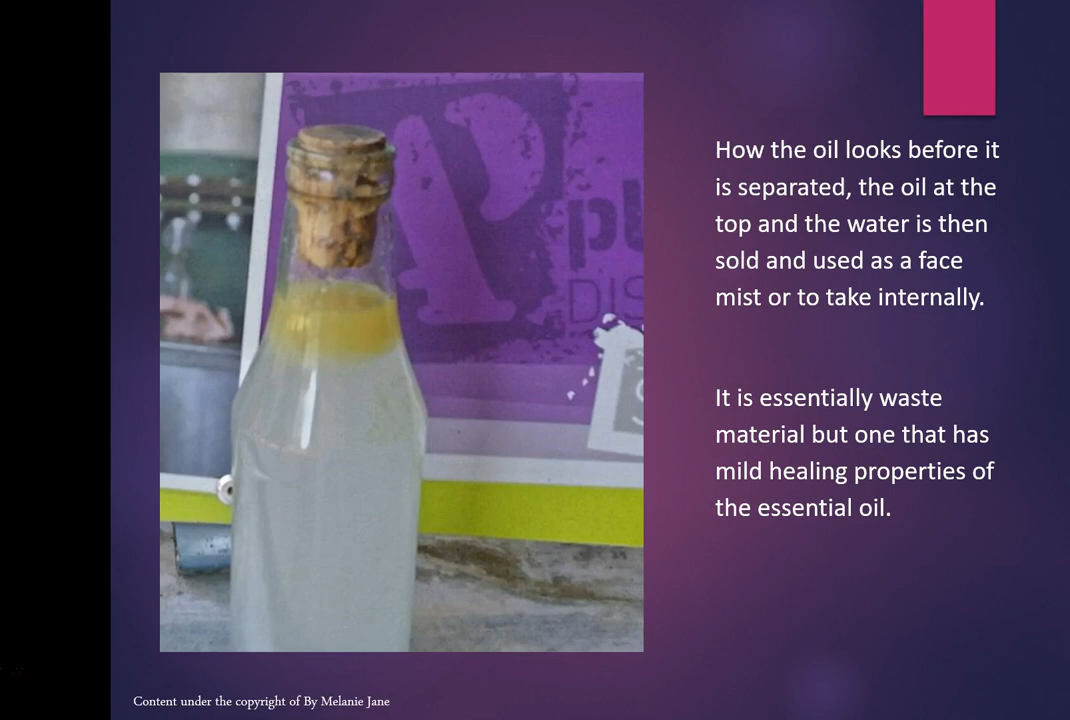 How the oil looks before it
is separated, the oil at the
top and the water is then
sold and used as a face
mist or to take internally.
It is essentially waste
material but one that has
mild healing properties of
the essential oil.
Content under the copyright of By Melanie Jane